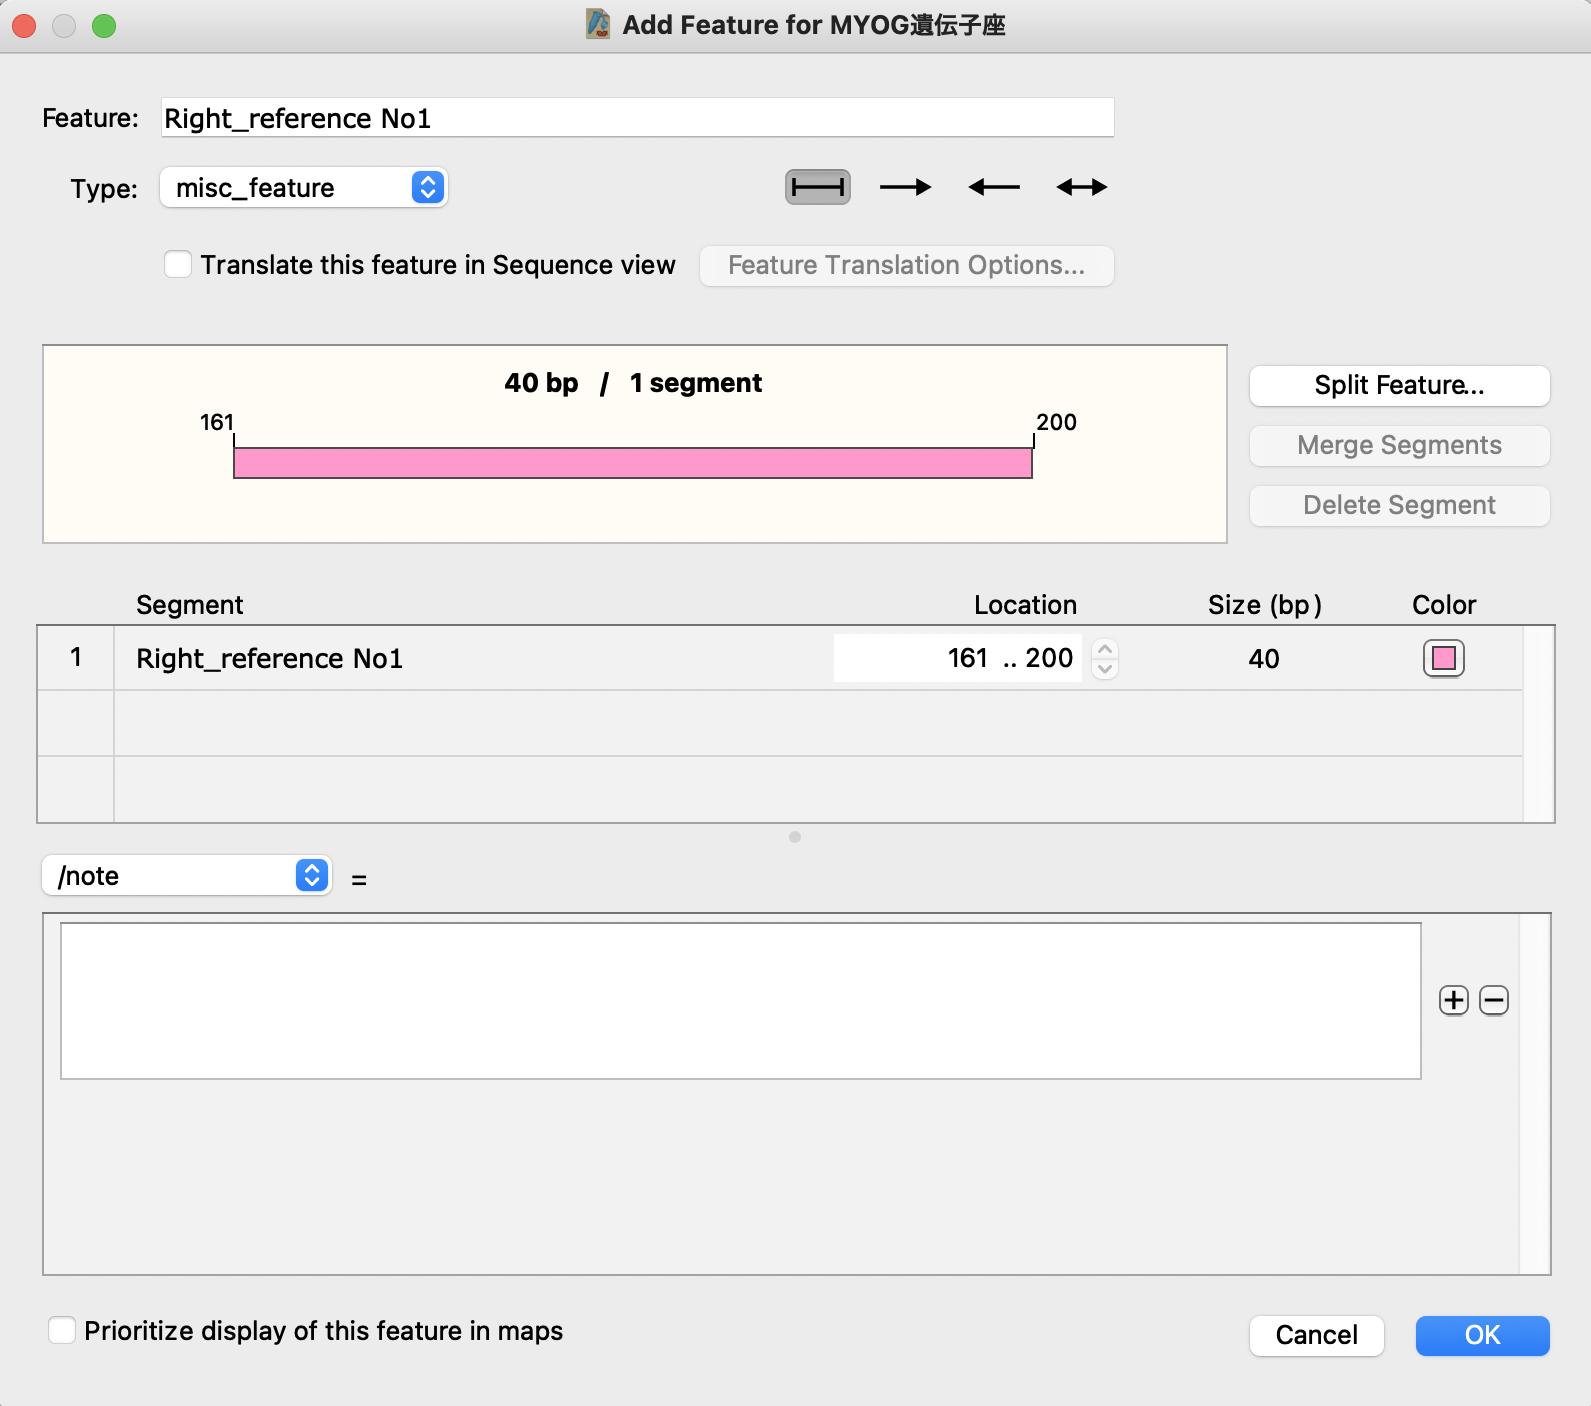 Add Feature for MYOG遺伝子座
Feature: Right_reference No1
Type: misc_feature
Translate this feature in Sequence view Feature Translation Options...
40 bp / 1 segment
161 200
Split Feature...
Merge Segments
Delete Segment
Segment Location Size (bp) Color
1 Right_reference No1 161 .. 200 40
/note =
Prioritize display of this feature in maps Cancel OK